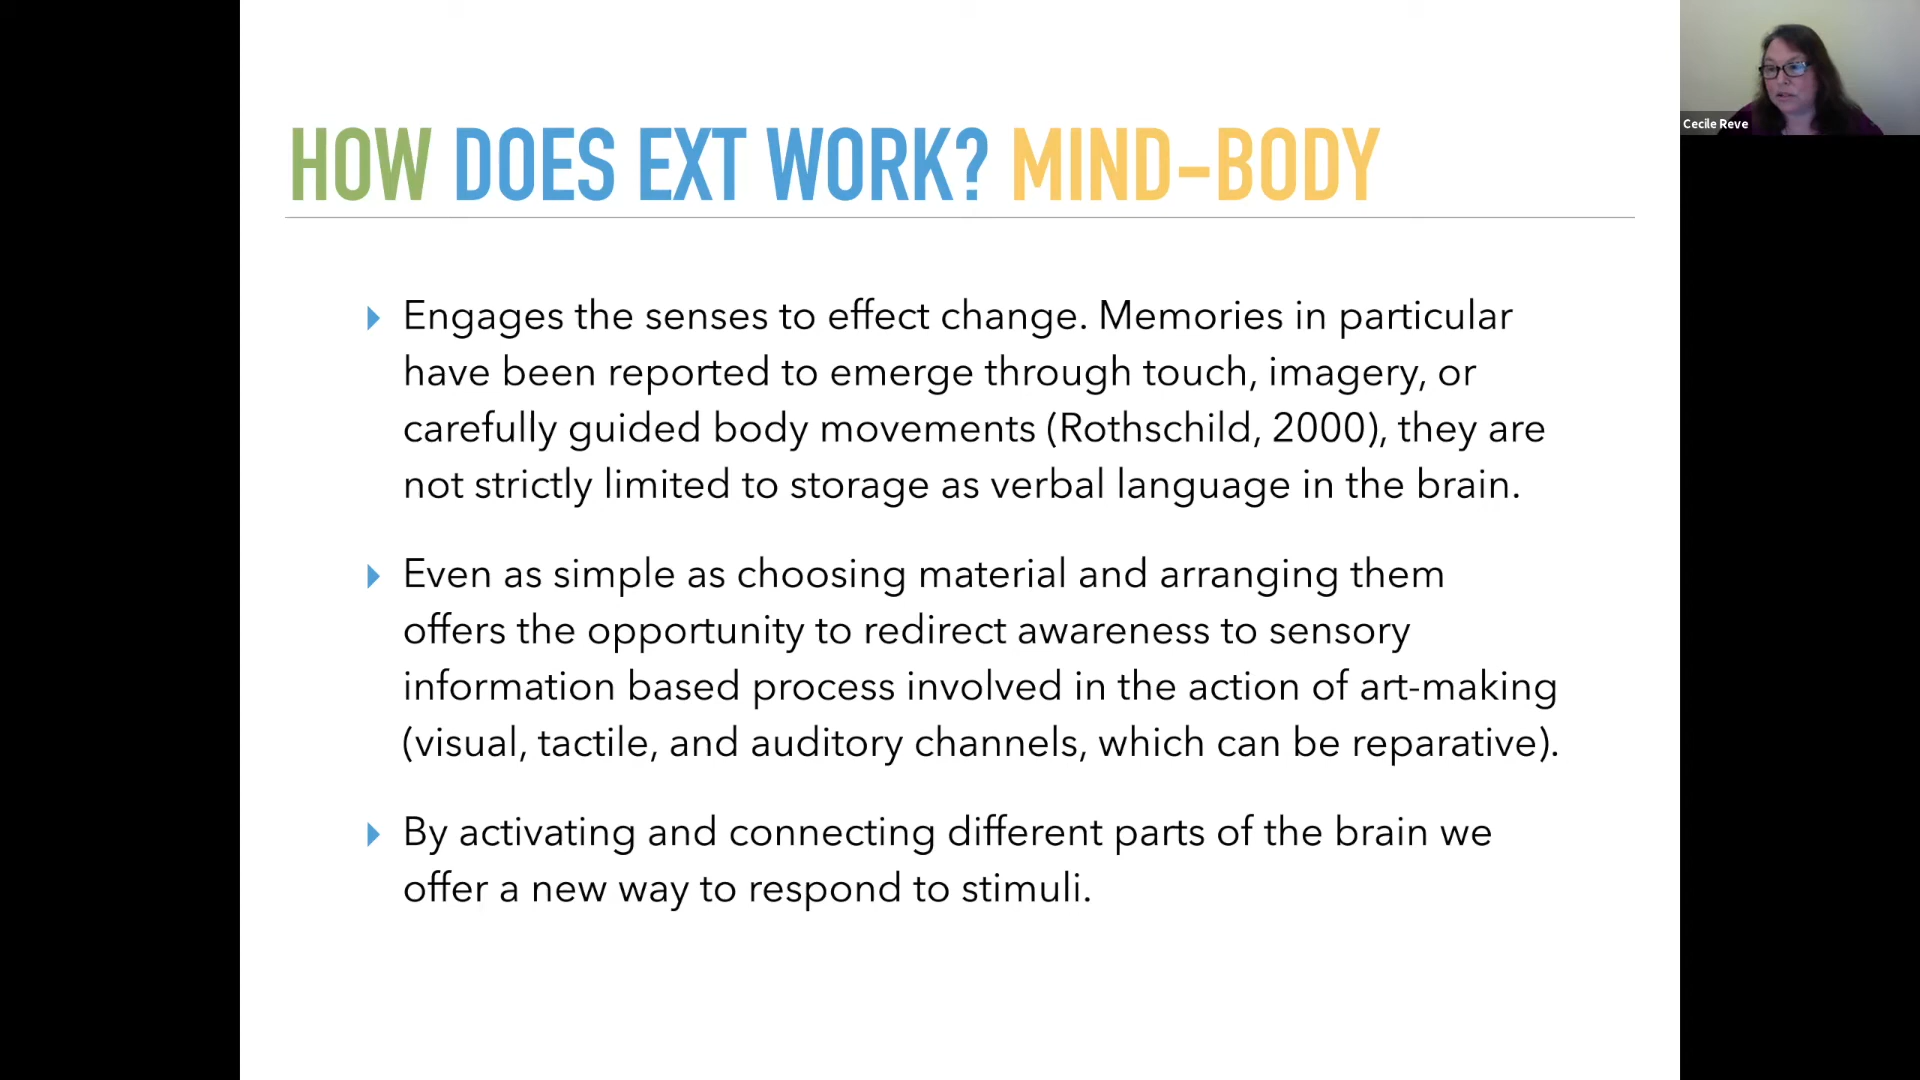 HOW DOES EXT WORK? MIND-BODY
Engages the senses to effect change. Memories in particular
have been reported to emerge through touch, imagery, or
carefully guided body movements (Rothschild, 2000), they are
not strictly limited to storage as verbal language in the brain.
Even as simple as choosing material and arranging them
offers the opportunity to redirect awareness to sensory
information based process involved in the action of art-making
(visual, tactile, and auditory channels, which can be reparative).
By activating and connecting different parts of the brain we
offer a new way to respond to stimuli.
Cecile Reve